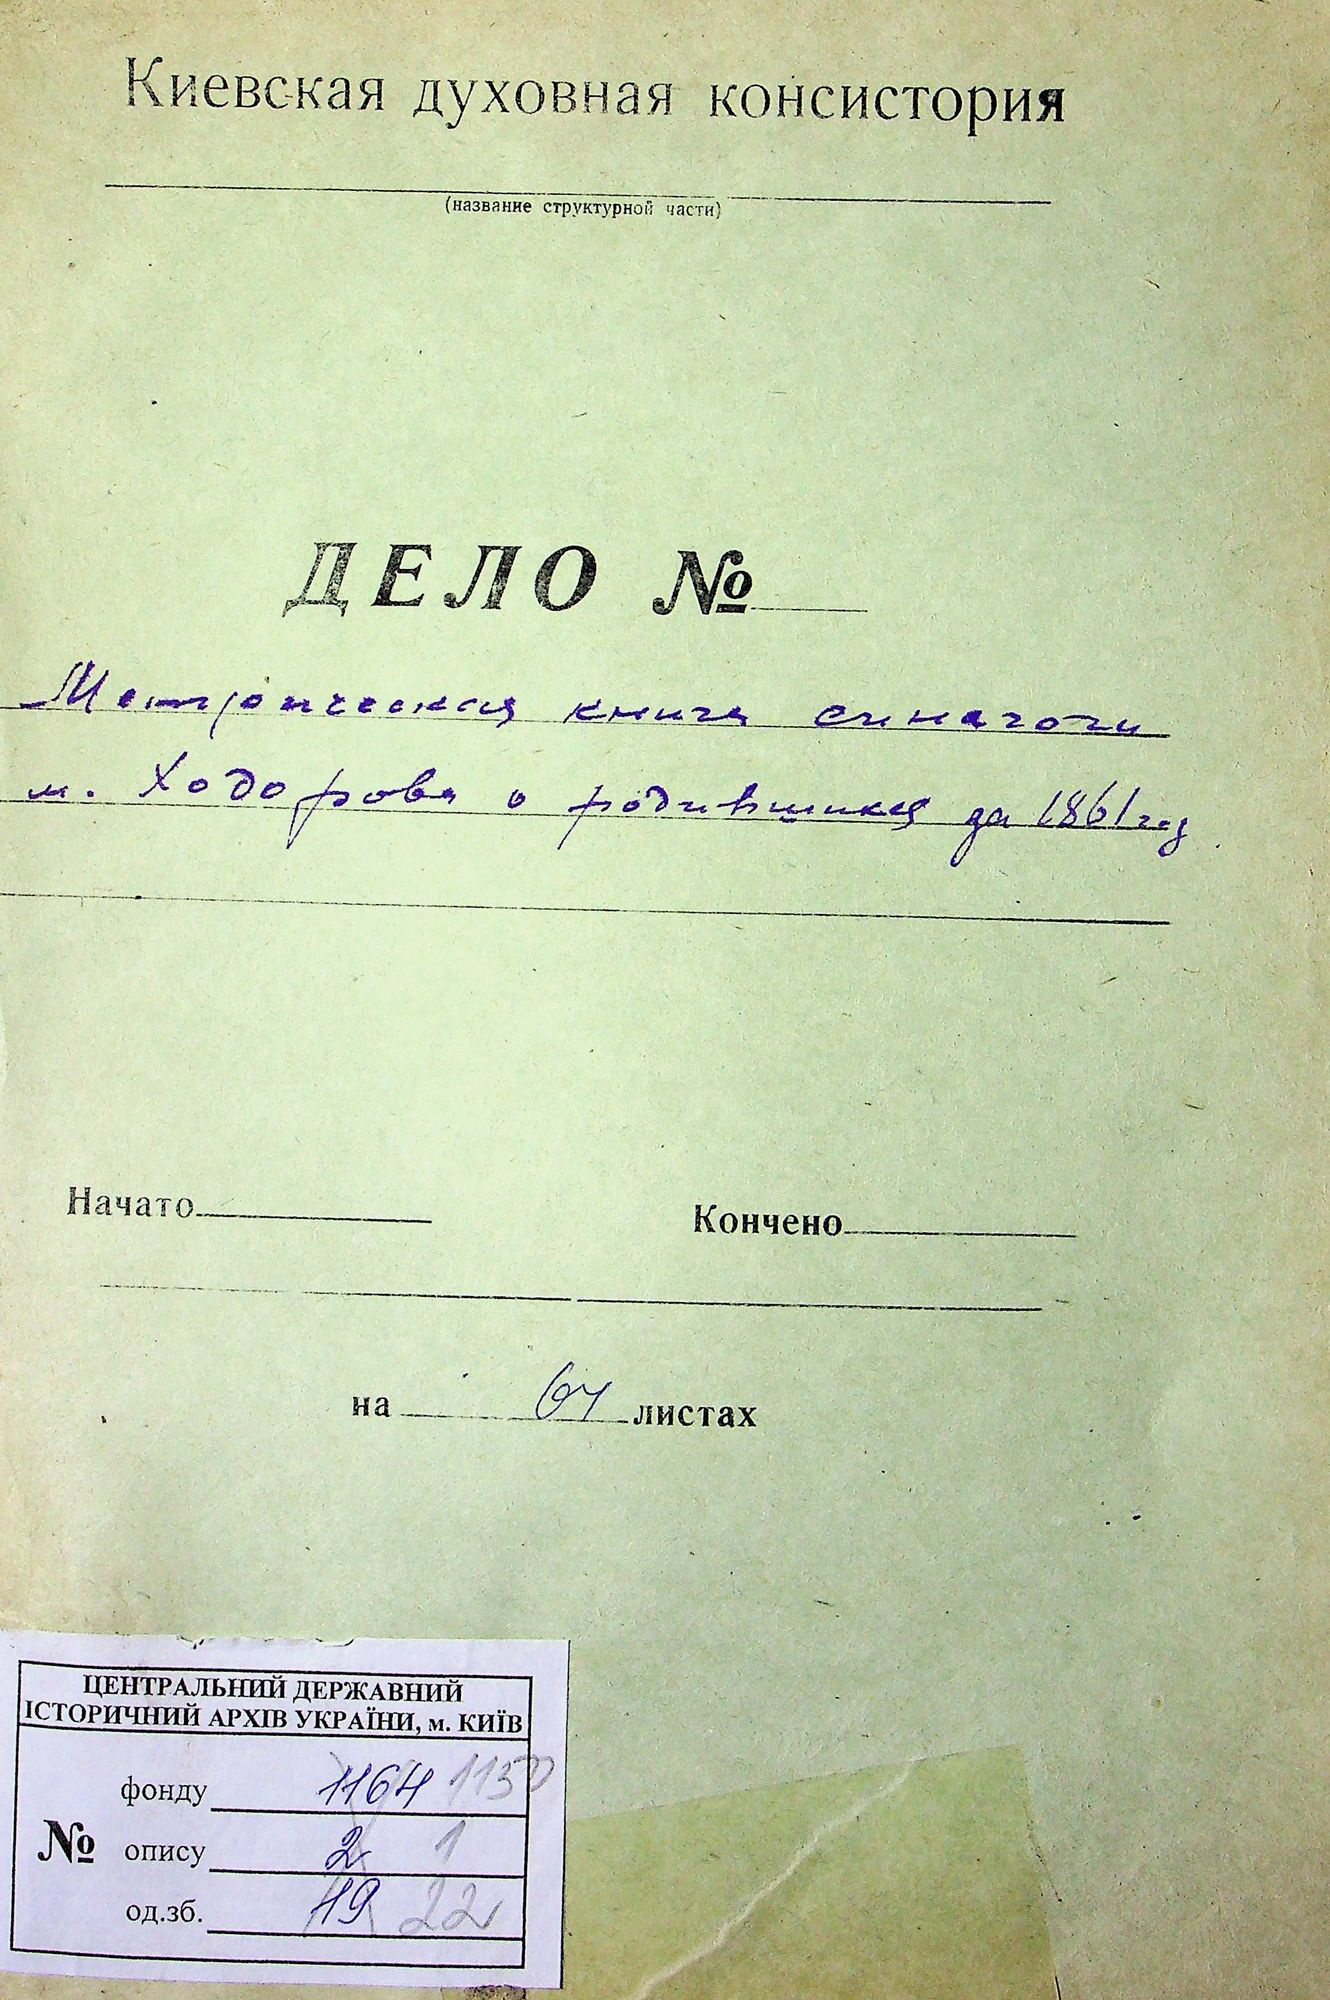 Киевская духовная консистория
(название структурной части)
ДЕЛО №
Метрическая книга синагоги
м. Ходорова о родившихся за 1861 год
Начато
Кончено
на 64 листах
ЦЕНТРАЛЬНИЙ ДЕРЖАВНИЙ
ІСТОРИЧНИЙ АРХІВ УКРАЇНИ, м. КИЇВ
фонду 1164 1150
№ опису 2 1
од.зб. 19 22